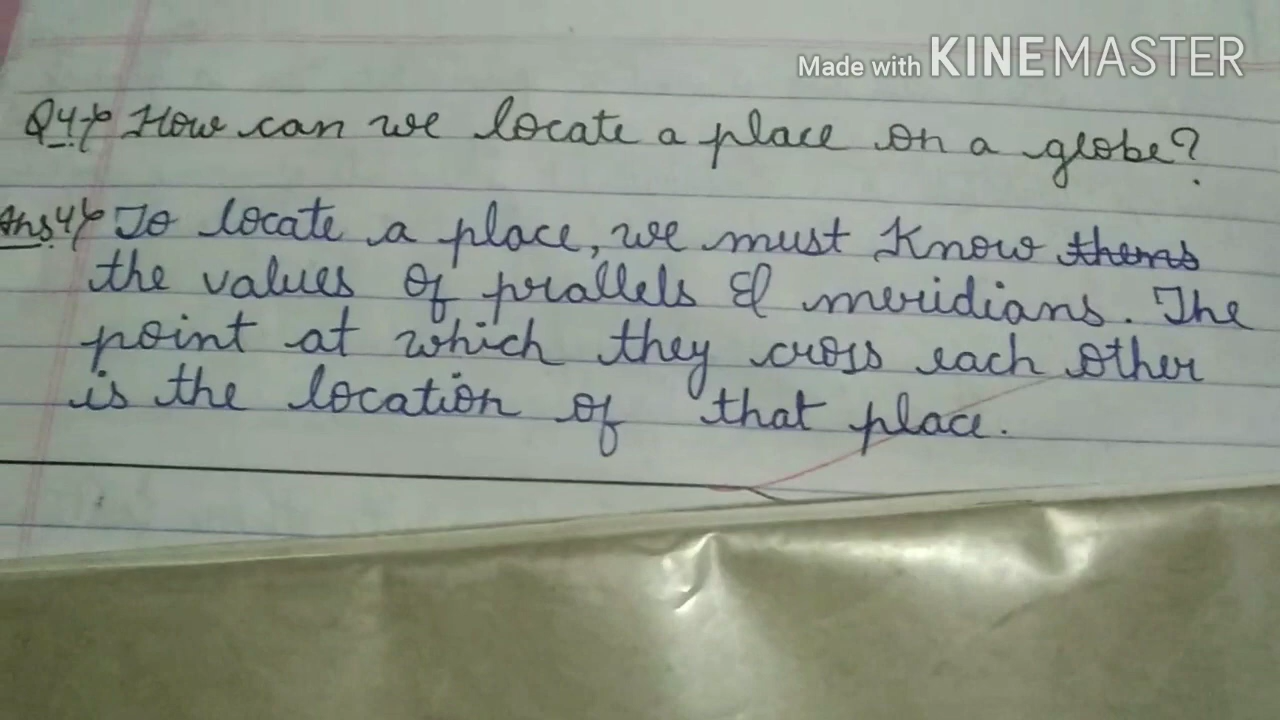 Made with KINEMASTER
Q4) How can we locate a place on a globe?
Ans4) To locate a place, we must know
the values of prallels & meridians. The
point at which they cross each other
is the location of that place.